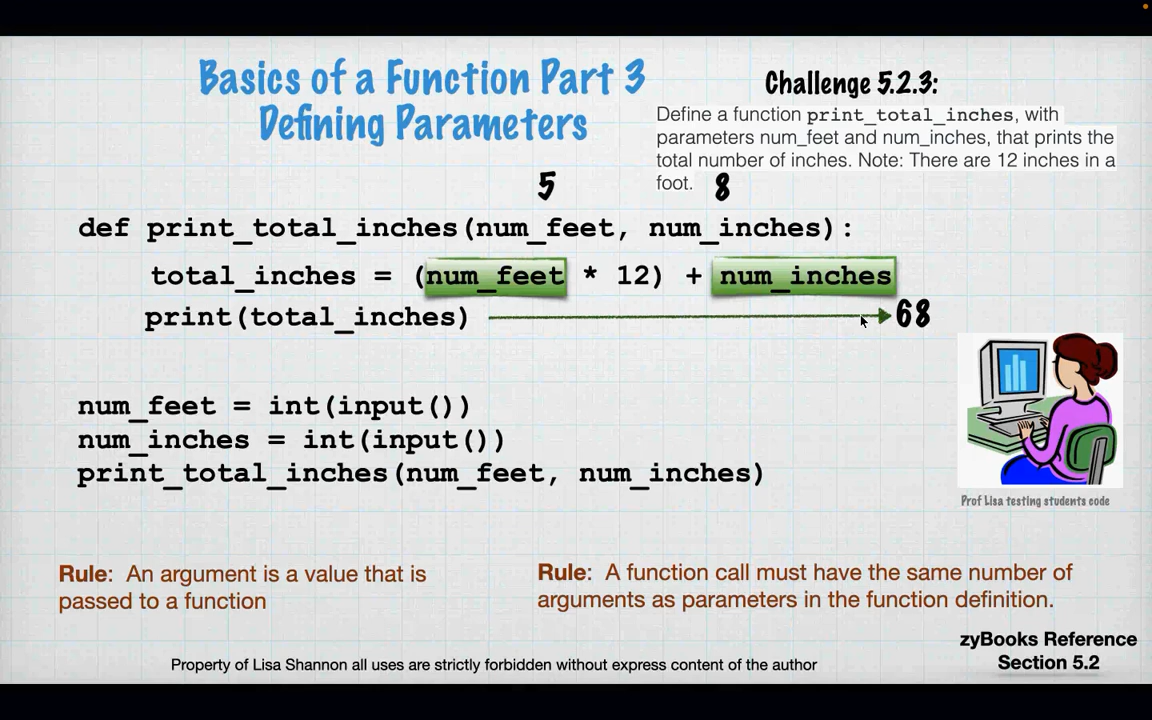 Basics of a Function Part 3
Defining Parameters
Challenge 5.2.3:
Define a function print_total_inches, with
parameters num_feet and num_inches, that prints the
total number of inches. Note: There are 12 inches in a
foot.
5 8
def print_total_inches(num_feet, num_inches):
total_inches = (num_feet * 12) + num_inches
print(total_inches) 68
num_feet = int(input())
num_inches = int(input())
print_total_inches(num_feet, num_inches)
Prof Lisa testing students code
Rule: An argument is a value that is
passed to a function
Rule: A function call must have the same number of
arguments as parameters in the function definition.
zyBooks Reference
Section 5.2
Property of Lisa Shannon all uses are strictly forbidden without express content of the author